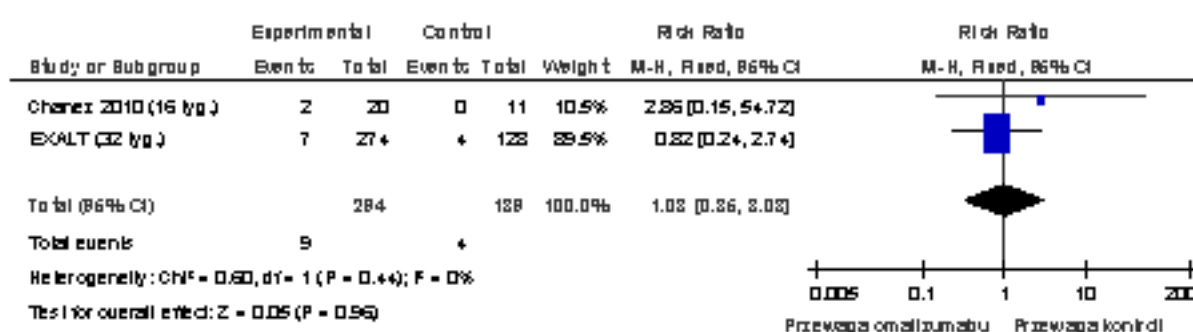 Experimental Control Risk Ratio Risk Ratio
Study or Subgroup Events Total Events Total Weight M-H, Fixed, 95% CI M-H, Fixed, 95% CI
Chanez 2010 (16 tyg.) 2 20 0 11 10.5% 2.86 [0.15, 54.72]
EXALT (32 tyg.) 7 274 4 128 89.5% 0.82 [0.24, 2.74]
Total (95% CI) 294 139 100.0% 1.03 [0.35, 3.03]
Total events 9 4
Heterogeneity: Chi² = 0.60, df = 1 (P = 0.44); I² = 0%
Test for overall effect: Z = 0.05 (P = 0.96)
0.005 0.1 1 10 200
Przewaga omalizumabu Przewaga kontroli